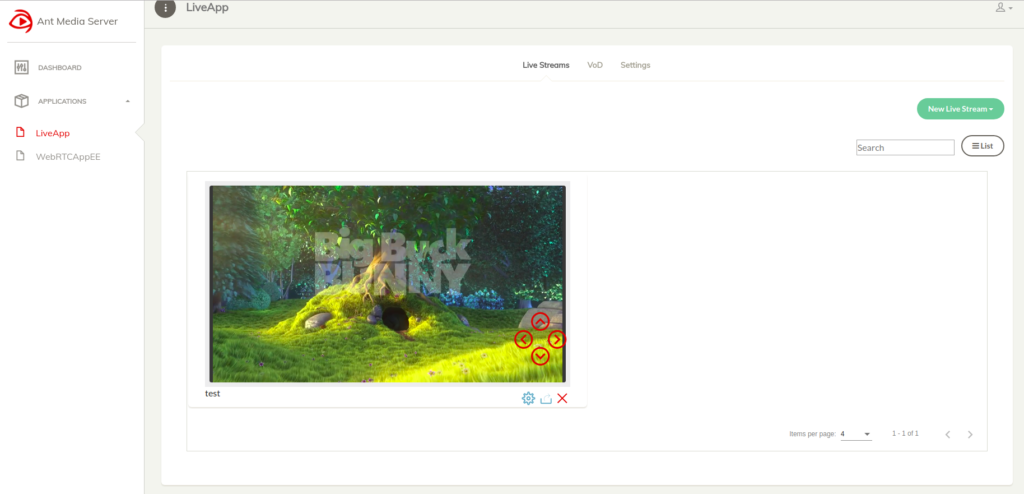 Ant Media Server
LiveApp
DASHBOARD
APPLICATIONS
LiveApp
WebRTCAppEE
Live Streams VoD Settings
New Live Stream
Search
List
Big Buck
BUNNY
test
Items per page: 4 1 - 1 of 1